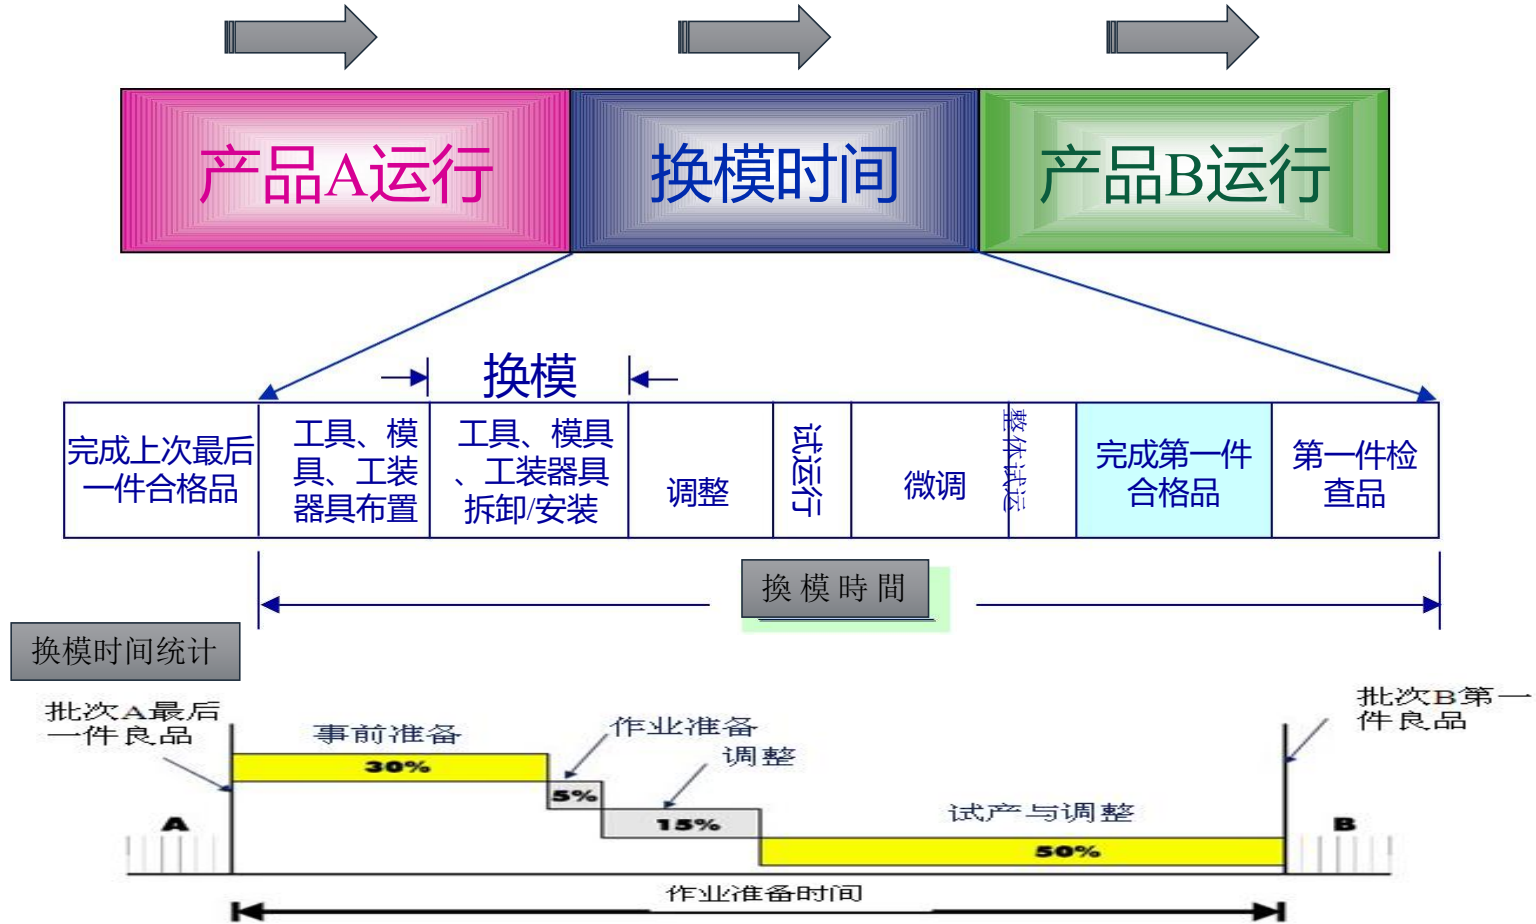 产品A运行
换模时间
产品B运行
换模
完成上次最后
一件合格品
工具、模
具、工装
器具布置
工具、模具
、工装器具
拆卸/安装
调整
试运行
微调
整体试运
完成第一件
合格品
第一件检
查品
換模時間
换模时间统计
批次A最后
一件良品
事前准备
30%
作业准备
5%
调整
15%
试产与调整
50%
批次B第一
件良品
A
B
作业准备时间